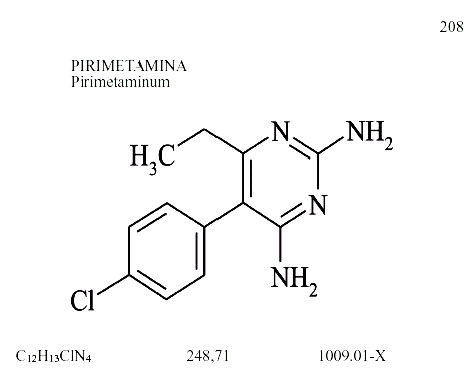 208
PIRIMETAMINA
Pirimetaminum
N
NH₂
H₃C
N
NH₂
Cl
C₁₂H₁₃ClN₄ 248,71 1009.01-X